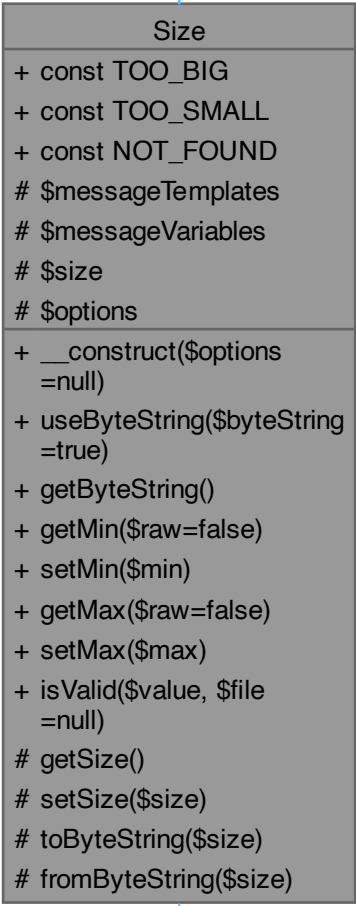 Size
+ const TOO_BIG
+ const TOO_SMALL
+ const NOT_FOUND
# $messageTemplates
# $messageVariables
# $size
# $options
+ __construct($options
=null)
+ useByteString($byteString
=true)
+ getByteString()
+ getMin($raw=false)
+ setMin($min)
+ getMax($raw=false)
+ setMax($max)
+ isValid($value, $file
=null)
# getSize()
# setSize($size)
# toByteString($size)
# fromByteString($size)